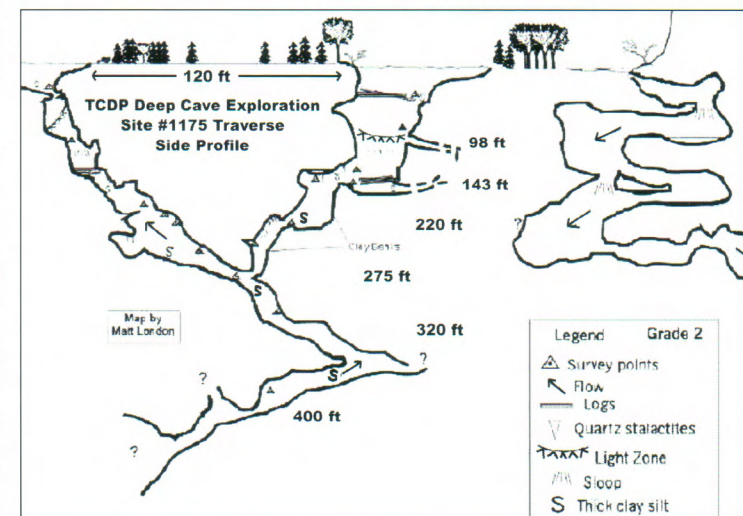 120 ft
TCDP Deep Cave Exploration
Site #1175 Traverse
Side Profile
98 ft
143 ft
S
220 ft
?
S
275 ft
S
Map by
Matt London
320 ft
?
S
?
400 ft
?
Legend Grade 2
Survey points
Flow
Logs
Quartz stalactites
Light Zone
Sloop
S Thick clay silt